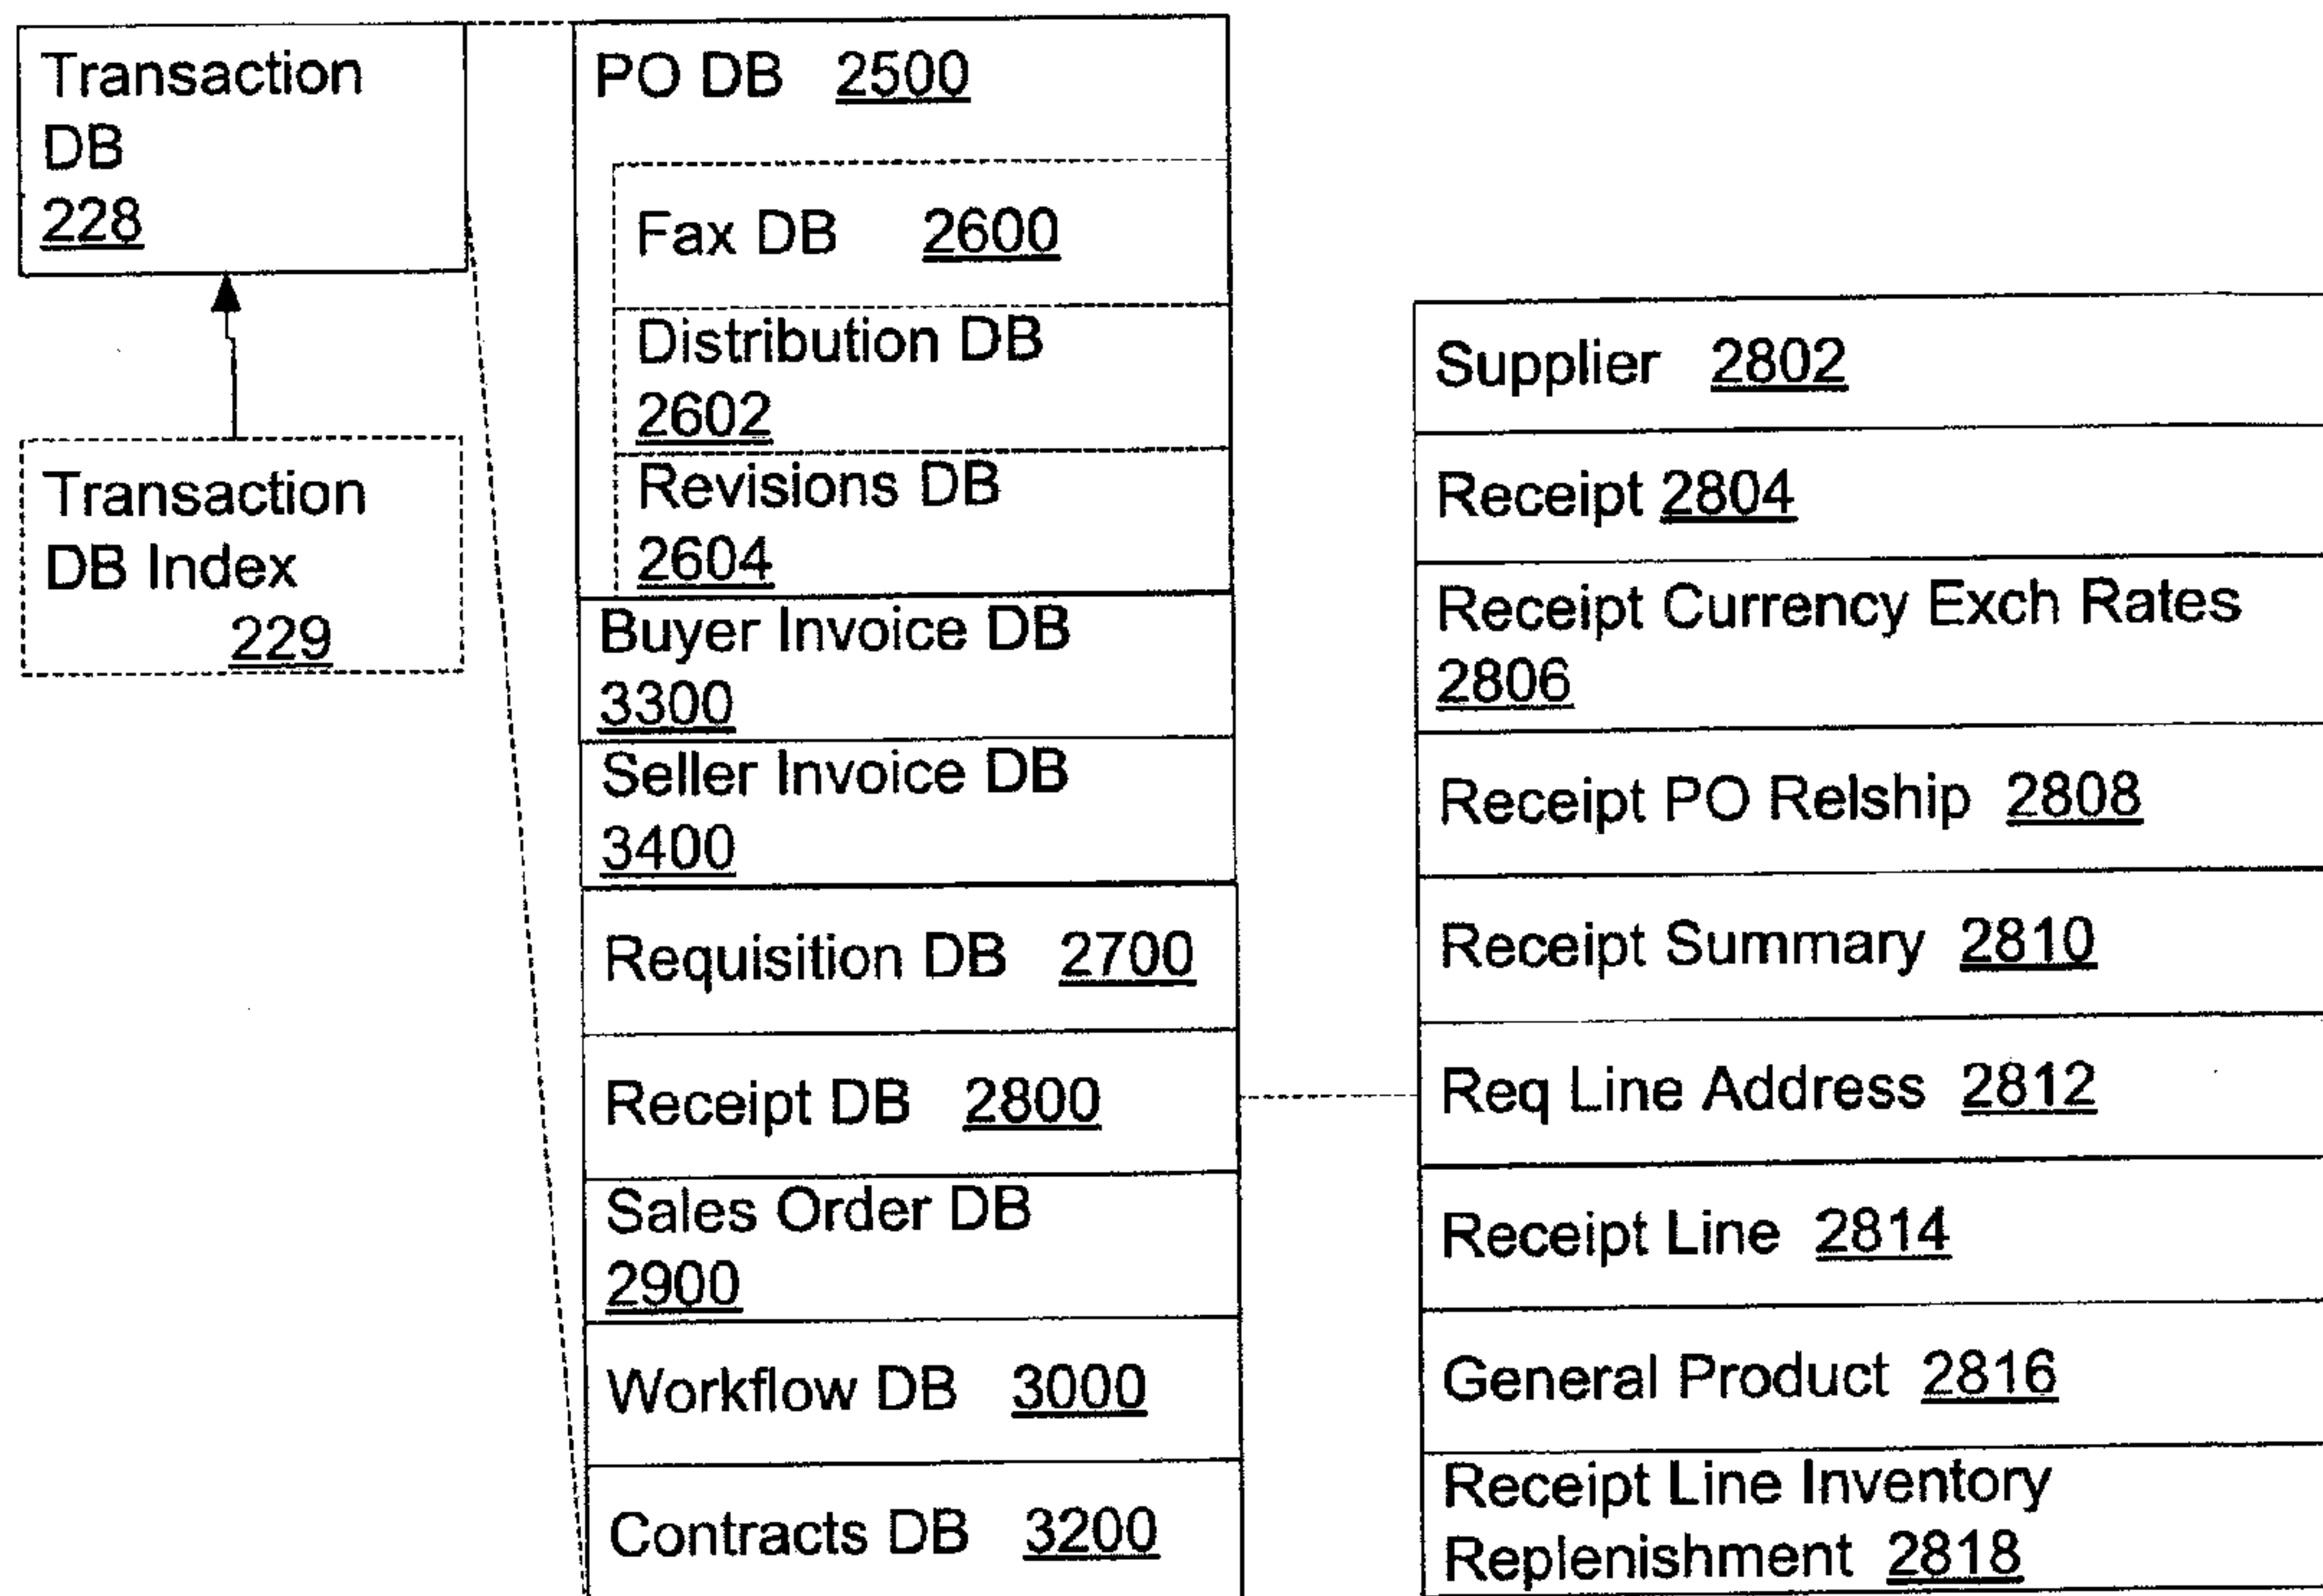 Transaction
DB
228
Transaction
DB Index
229
PO DB 2500
Fax DB 2600
Distribution DB
2602
Revisions DB
2604
Buyer Invoice DB
3300
Seller Invoice DB
3400
Requisition DB 2700
Receipt DB 2800
Sales Order DB
2900
Workflow DB 3000
Contracts DB 3200
Supplier 2802
Receipt 2804
Receipt Currency Exch Rates
2806
Receipt PO Relship 2808
Receipt Summary 2810
Req Line Address 2812
Receipt Line 2814
General Product 2816
Receipt Line Inventory
Replenishment 2818